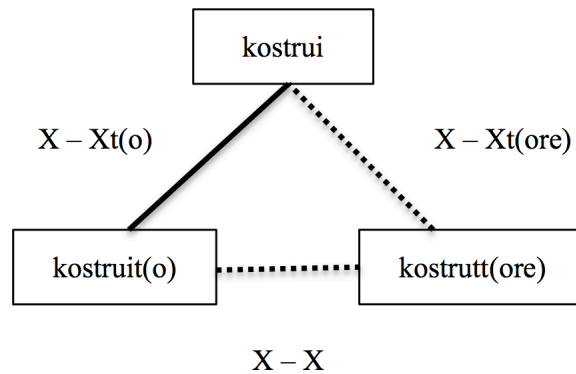 kostrui
X – Xt(o)
X – Xt(ore)
kostruit(o)
kostrutt(ore)
X – X